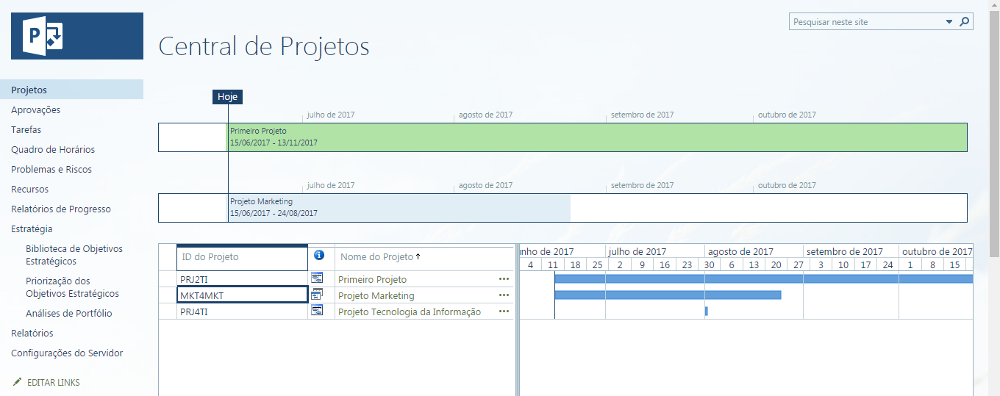 P
Pesquisar neste site
Central de Projetos
Projetos
Aprovações
Tarefas
Quadro de Horários
Problemas e Riscos
Recursos
Relatórios de Progresso
Estratégia
Biblioteca de Objetivos
Estratégicos
Priorização dos
Objetivos Estratégicos
Análises de Portfólio
Relatórios
Configurações do Servidor
EDITAR LINKS
Hoje
julho de 2017 agosto de 2017 setembro de 2017 outubro de 2017
Primeiro Projeto
15/06/2017 - 13/11/2017
julho de 2017 agosto de 2017 setembro de 2017 outubro de 2017
Projeto Marketing
15/06/2017 - 24/08/2017
ID do Projeto Nome do Projeto
unho de 2017 julho de 2017 agosto de 2017 setembro de 2017 outubro de 2017
4 11 18 25 2 9 16 23 30 6 13 20 27 3 10 17 24 1 8 15
PRJ2TI Primeiro Projeto ...
MKT4MKT Projeto Marketing ...
PRJ4TI Projeto Tecnologia da Informação ...